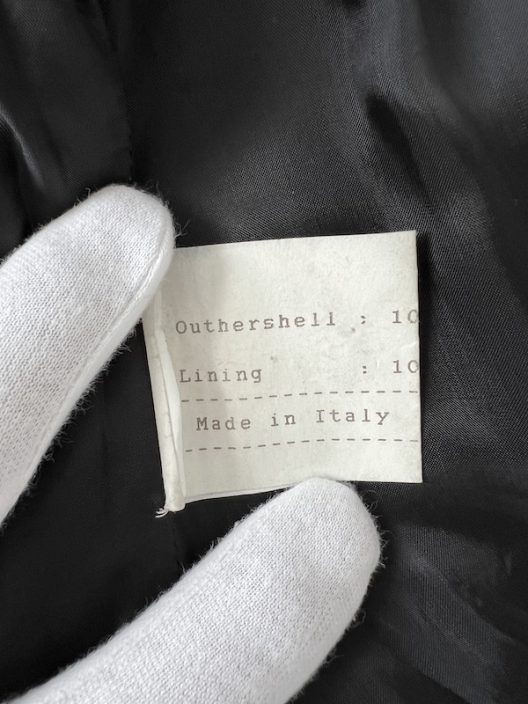 Outhershell : 10
Lining : 10
Made in Italy